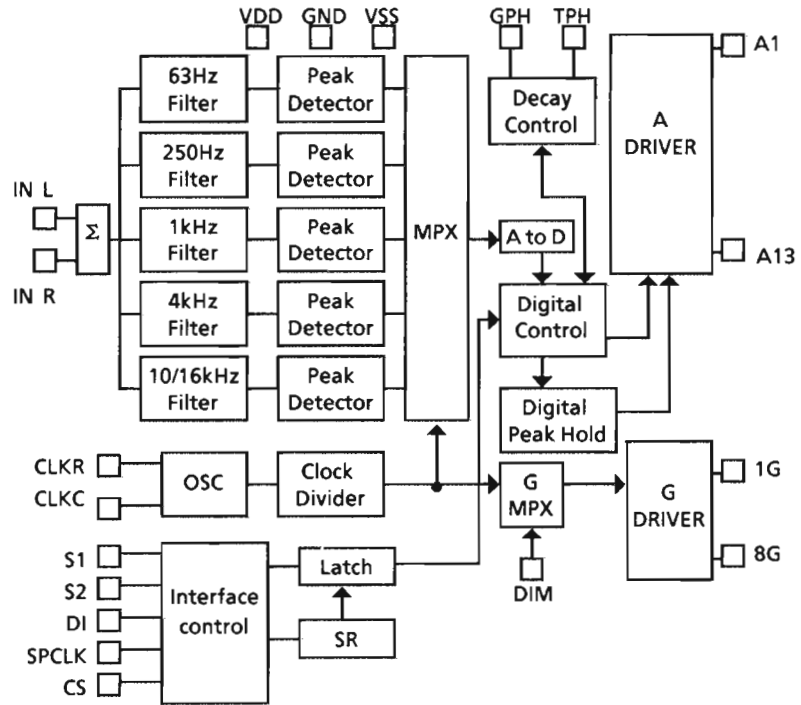 VDD GND VSS GPH TPH
63Hz Filter
Peak Detector
250Hz Filter
Peak Detector
1kHz Filter
Peak Detector
4kHz Filter
Peak Detector
10/16kHz Filter
Peak Detector
IN L
IN R
Σ
MPX
Decay Control
A to D
Digital Control
Digital Peak Hold
A DRIVER
A1
A13
CLKR
CLKC
OSC
Clock Divider
G MPX
DIM
G DRIVER
1G
8G
S1
S2
DI
SPCLK
CS
Interface control
Latch
SR